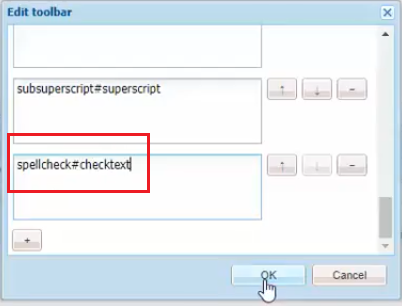 Edit toolbar
subsuperscript#superscript
↑ ↓ −
spellcheck#checktext
↑ ↓ −
+
OK Cancel